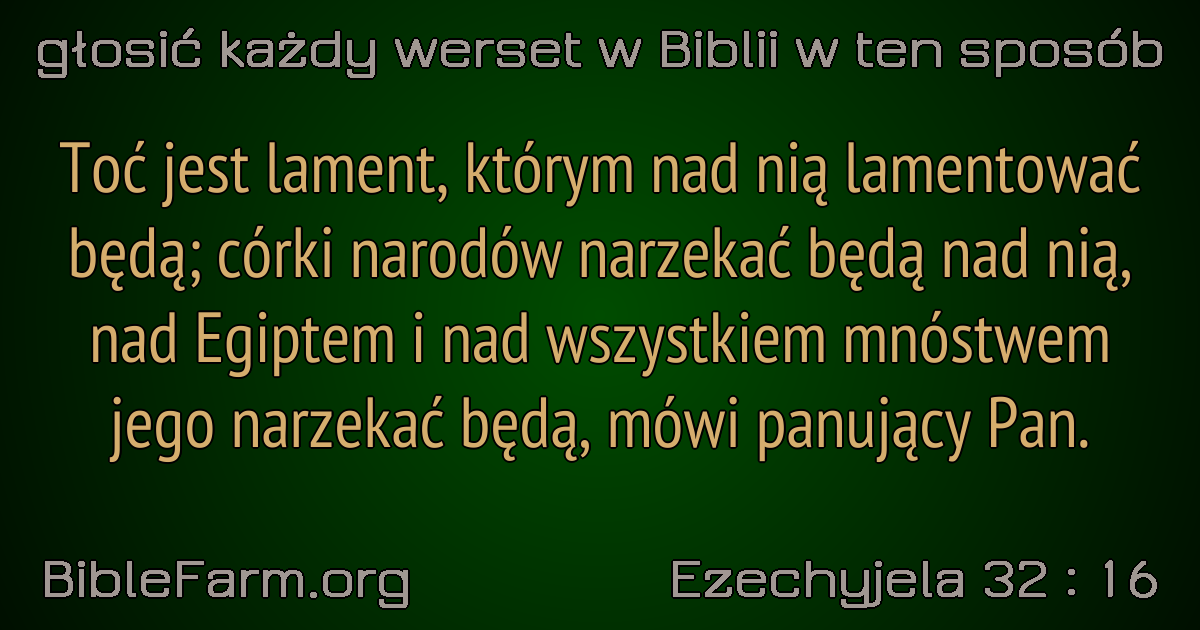 głosić każdy werset w Biblii w ten sposób
Toć jest lament, którym nad nią lamentować
będą; córki narodów narzekać będą nad nią,
nad Egiptem i nad wszystkiem mnóstwem
jego narzekać będą, mówi panujący Pan.
BibleFarm.org
Ezechyjela 32 : 16